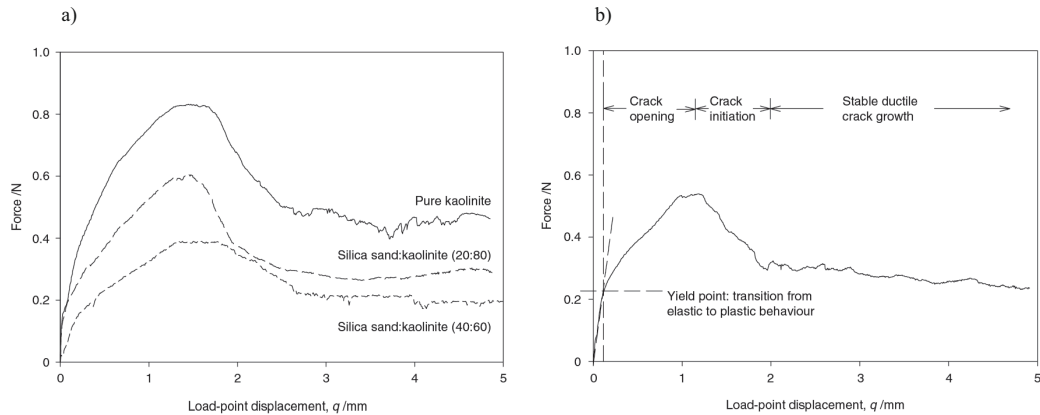 a)
1.0
0.8
0.6
0.4
0.2
0
Force /N
Pure kaolinite
Silica sand:kaolinite (20:80)
Silica sand:kaolinite (40:60)
0 1 2 3 4 5
Load-point displacement, q /mm
b)
1.0
0.8
0.6
0.4
0.2
0
Force /N
Crack
opening
Crack
initiation
Stable ductile
crack growth
Yield point: transition from
elastic to plastic behaviour
0 1 2 3 4 5
Load-point displacement, q /mm